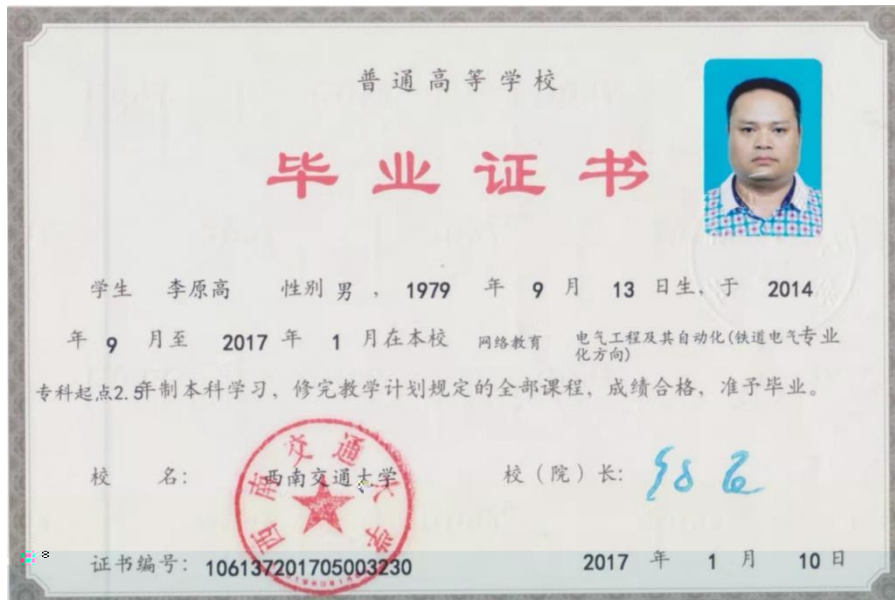 普通高等学校
毕业证书
学生 李原高 性别 男 , 1979 年 9 月 13 日生, 于 2014
年 9 月至 2017 年 1 月在本校 网络教育 电气工程及其自动化(铁道电气化方向) 专业
专科起点2.5年制本科学习, 修完教学计划规定的全部课程, 成绩合格, 准予毕业。
校 名: 西南交通大学 校(院)长:
西南交通大学
证书编号: 106137201705003230 2017 年 1 月 10 日